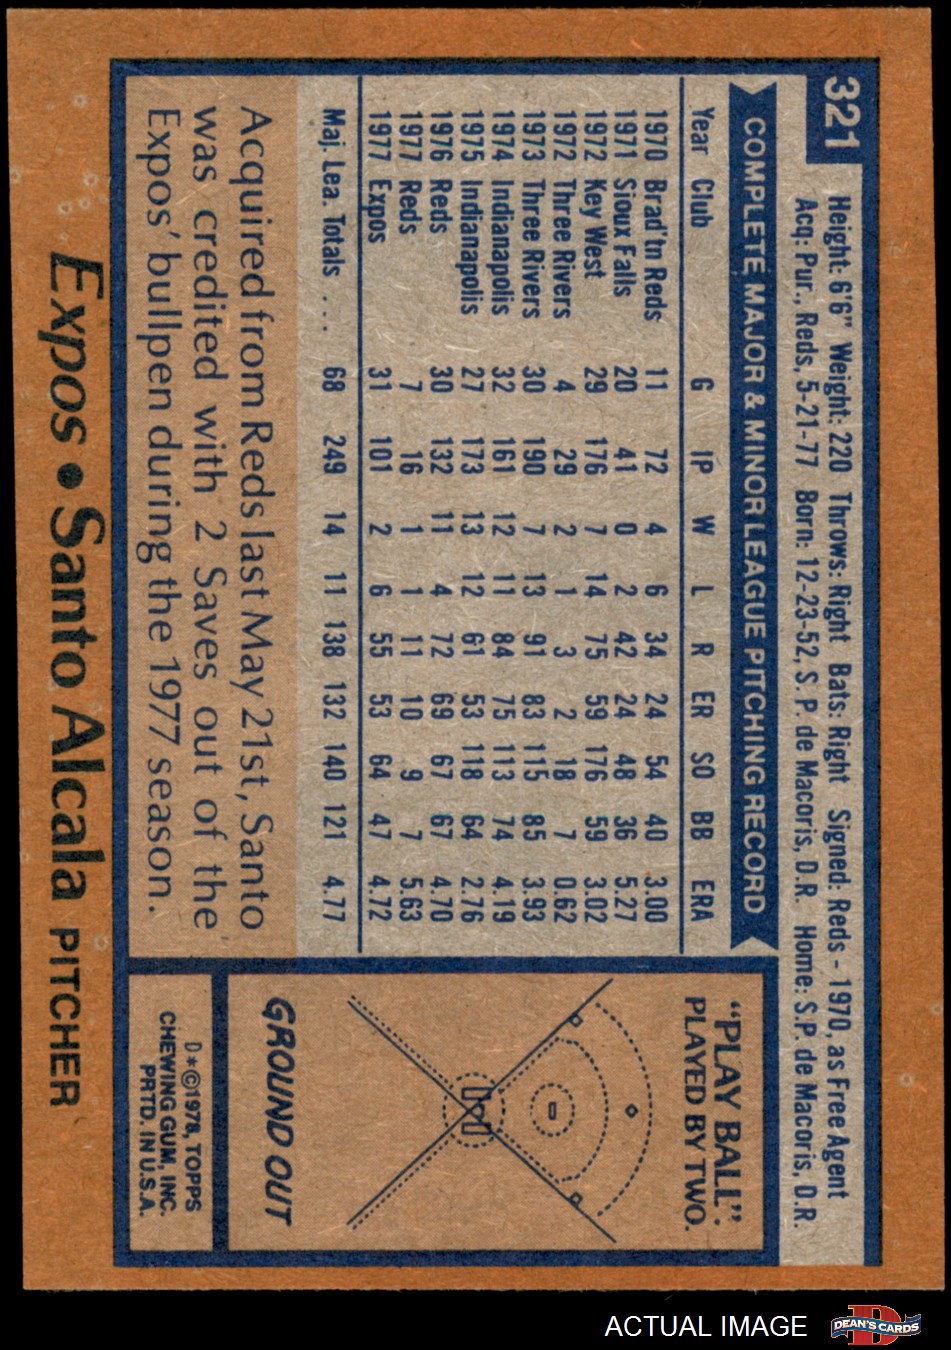 321
Height: 6'6" Weight: 220 Throws: Right Bats: Right Signed: Reds - 1970, as Free Agent
Acq: Pur., Reds, 5-21-77 Born: 12-23-52, S. P. de Macoris, D.R. Home: S.P. de Macoris, D.R.
COMPLETE MAJOR & MINOR LEAGUE PITCHING RECORD
Year Club G IP W L R ER SO BB ERA
1970 Brad'tn Reds 11 72 4 6 34 24 54 40 3.00
1971 Sioux Falls 20 41 0 2 42 24 48 36 5.27
1972 Key West 29 176 7 14 75 59 176 59 3.02
1972 Three Rivers 4 29 2 1 3 2 18 7 0.62
1973 Three Rivers 30 190 7 13 91 83 115 85 3.93
1974 Indianapolis 32 161 12 11 84 75 113 74 4.19
1975 Indianapolis 27 173 13 12 61 53 118 64 2.76
1976 Reds 30 132 11 4 72 69 67 67 4.70
1977 Reds 7 16 1 1 11 10 9 7 5.63
1977 Expos 31 101 2 6 55 53 64 47 4.72
Maj. Lea. Totals . . . 68 249 14 11 138 132 140 121 4.77
Acquired from Reds last May 21st, Santo
was credited with 2 Saves out of the
Expos' bullpen during the 1977 season.
"PLAY BALL":
PLAYED BY TWO.
GROUND OUT
D*©1978, TOPPS
CHEWING GUM, INC.
PRTD. IN U.S.A.
Expos • Santo Alcala PITCHER
ACTUAL IMAGE
D
DEAN'S CARDS